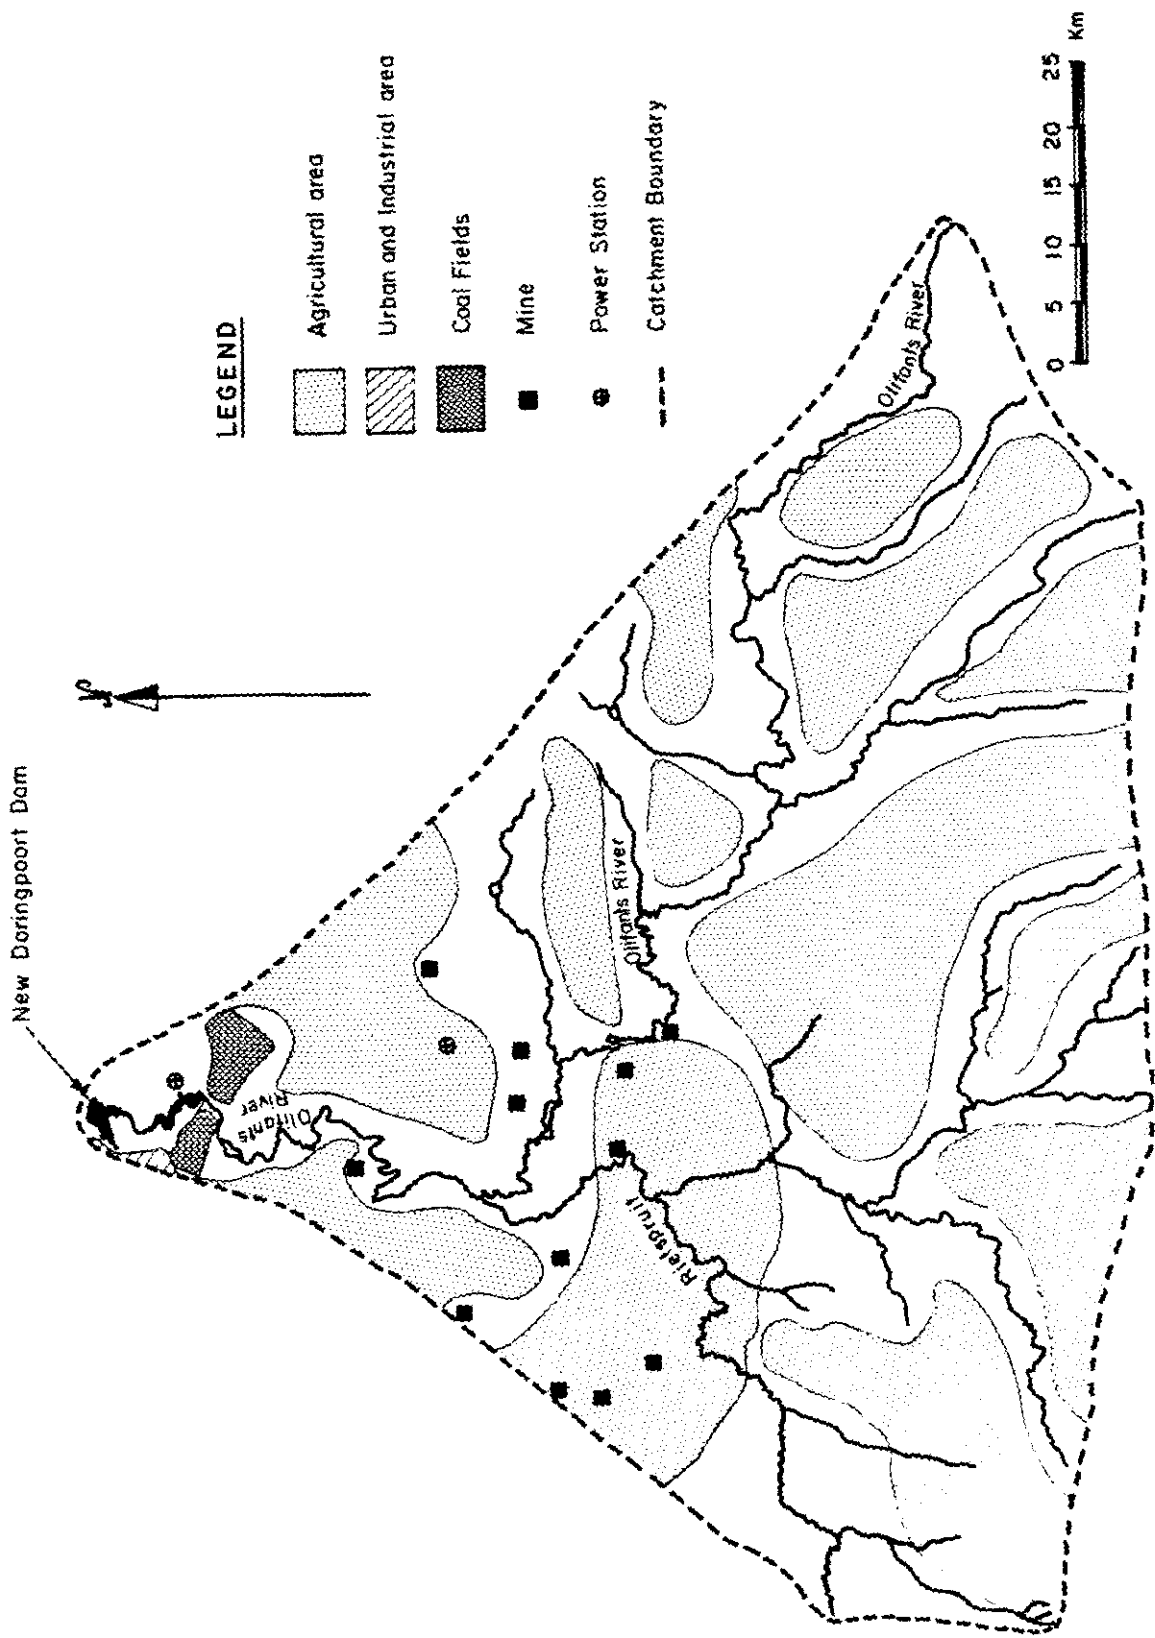 New Doringpoort Dam
LEGEND
Agricultural area
Urban and Industrial area
Coal Fields
Mine
Power Station
Catchment Boundary
Olifants River
Olifants
River
Olifants River
Rietspruit
0 5 10 15 20 25 Km